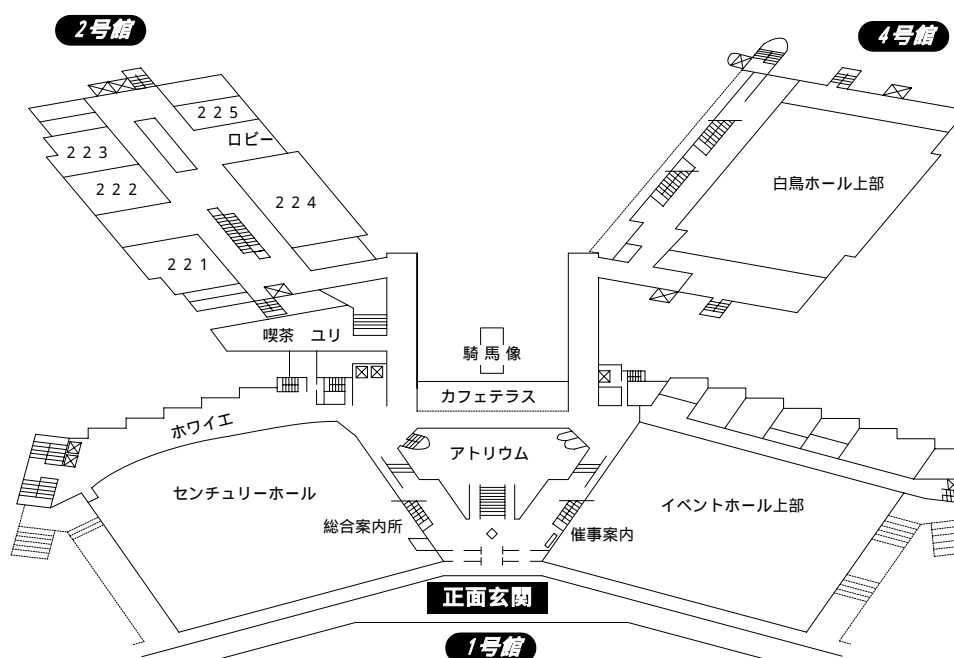 2号館
4号館
２２５
ロビー
２２３
２２２
２２４
２２１
白鳥ホール上部
喫茶　ユリ
騎馬像
カフェテラス
ホワイエ
アトリウム
センチュリーホール
イベントホール上部
総合案内所
催事案内
正面玄関
1号館